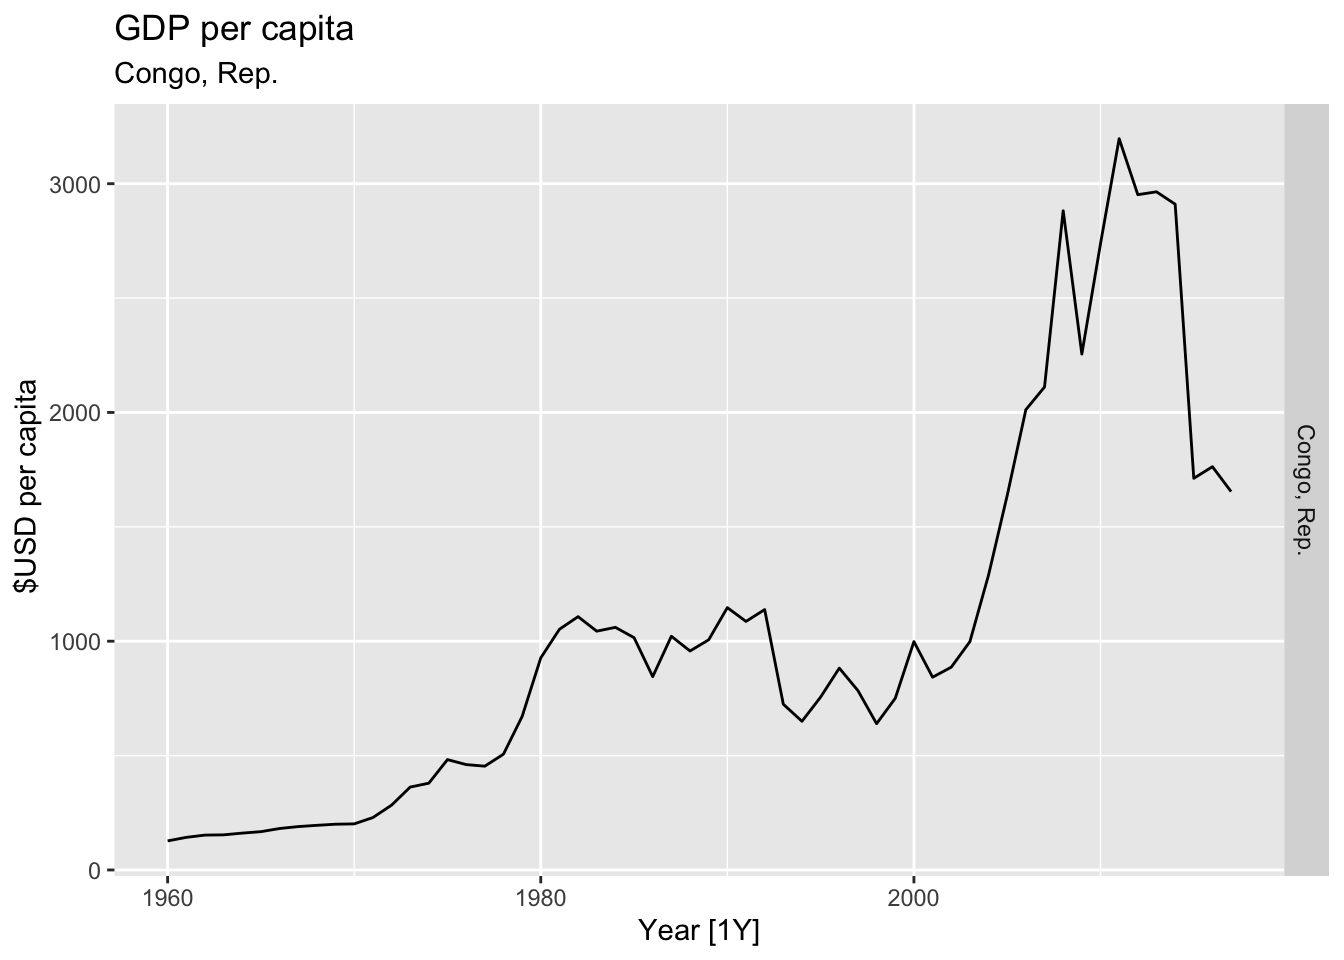 GDP per capita
Congo, Rep.
3000
2000
1000
0
$USD per capita
1960
1980
2000
Year [1Y]
Congo, Rep.